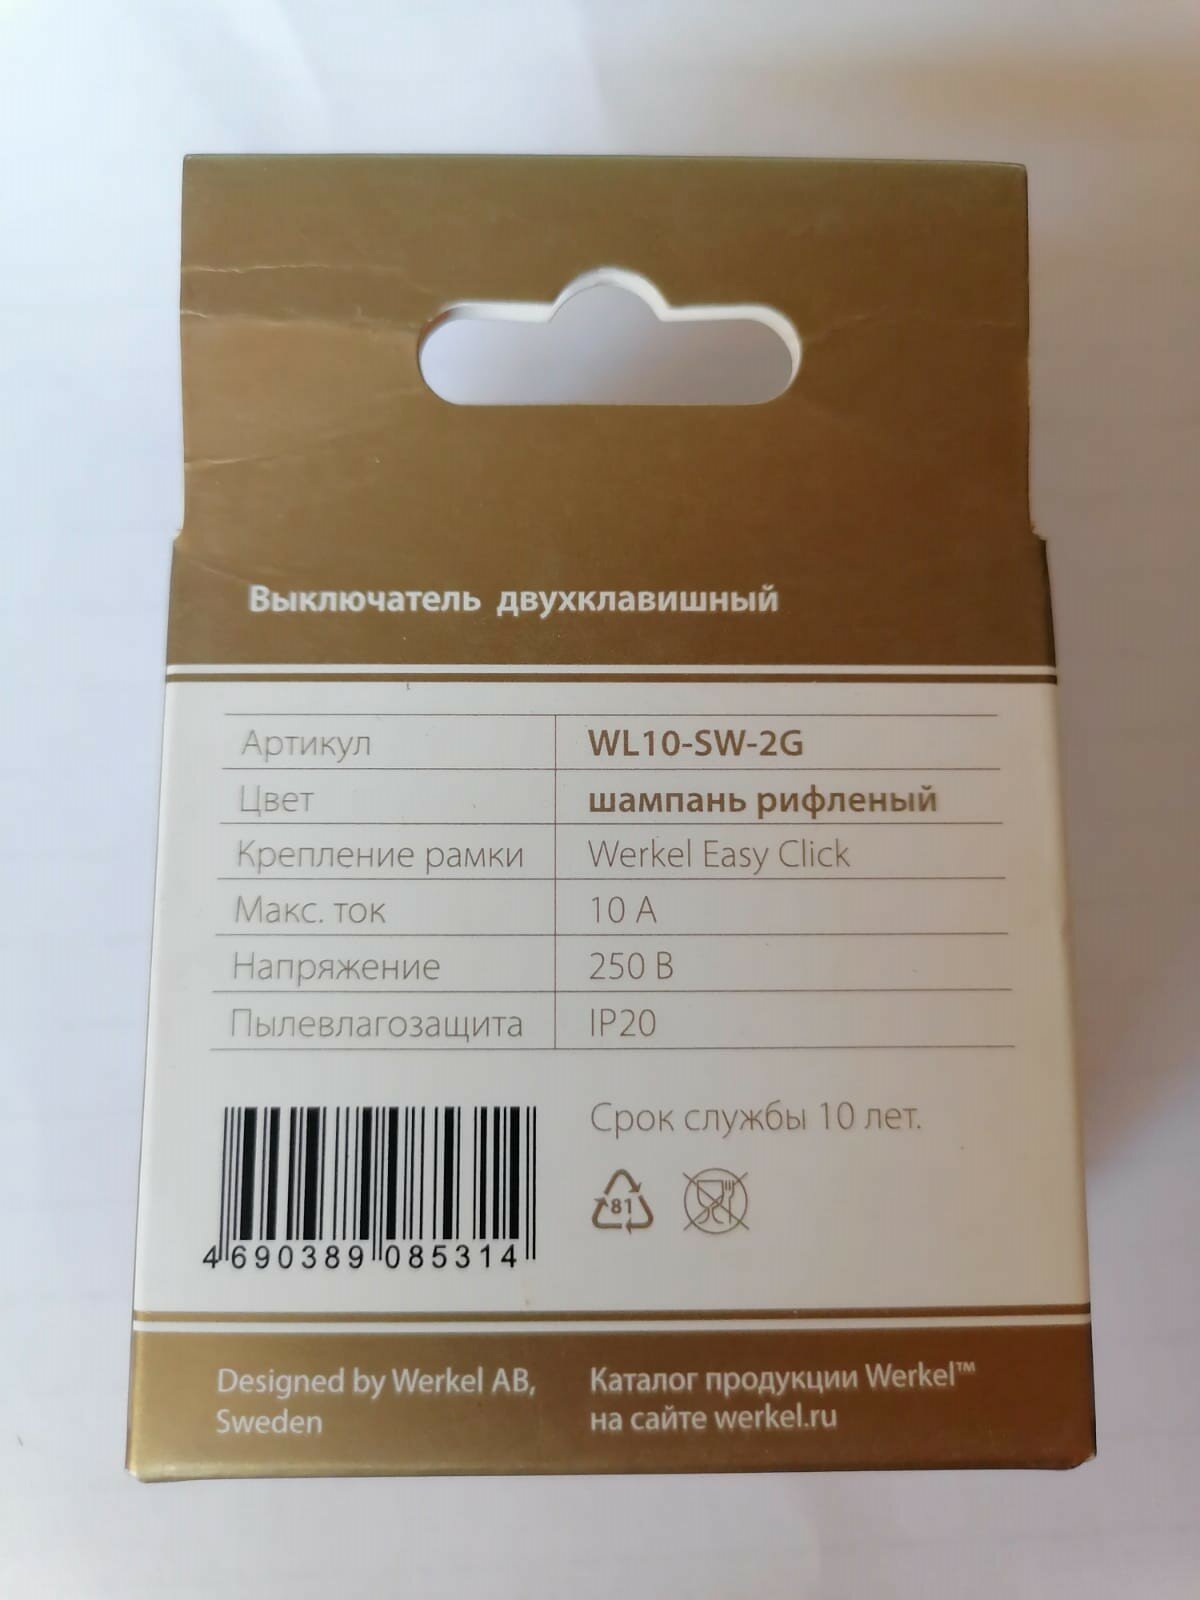 Выключатель двухклавишный
Артикул WL10-SW-2G
Цвет шампань рифленый
Крепление рамки Werkel Easy Click
Макс. ток 10 А
Напряжение 250 В
Пылевлагозащита IP20
Срок службы 10 лет.
81
4 690389 085314
Designed by Werkel AB,
Sweden
Каталог продукции Werkel™
на сайте werkel.ru